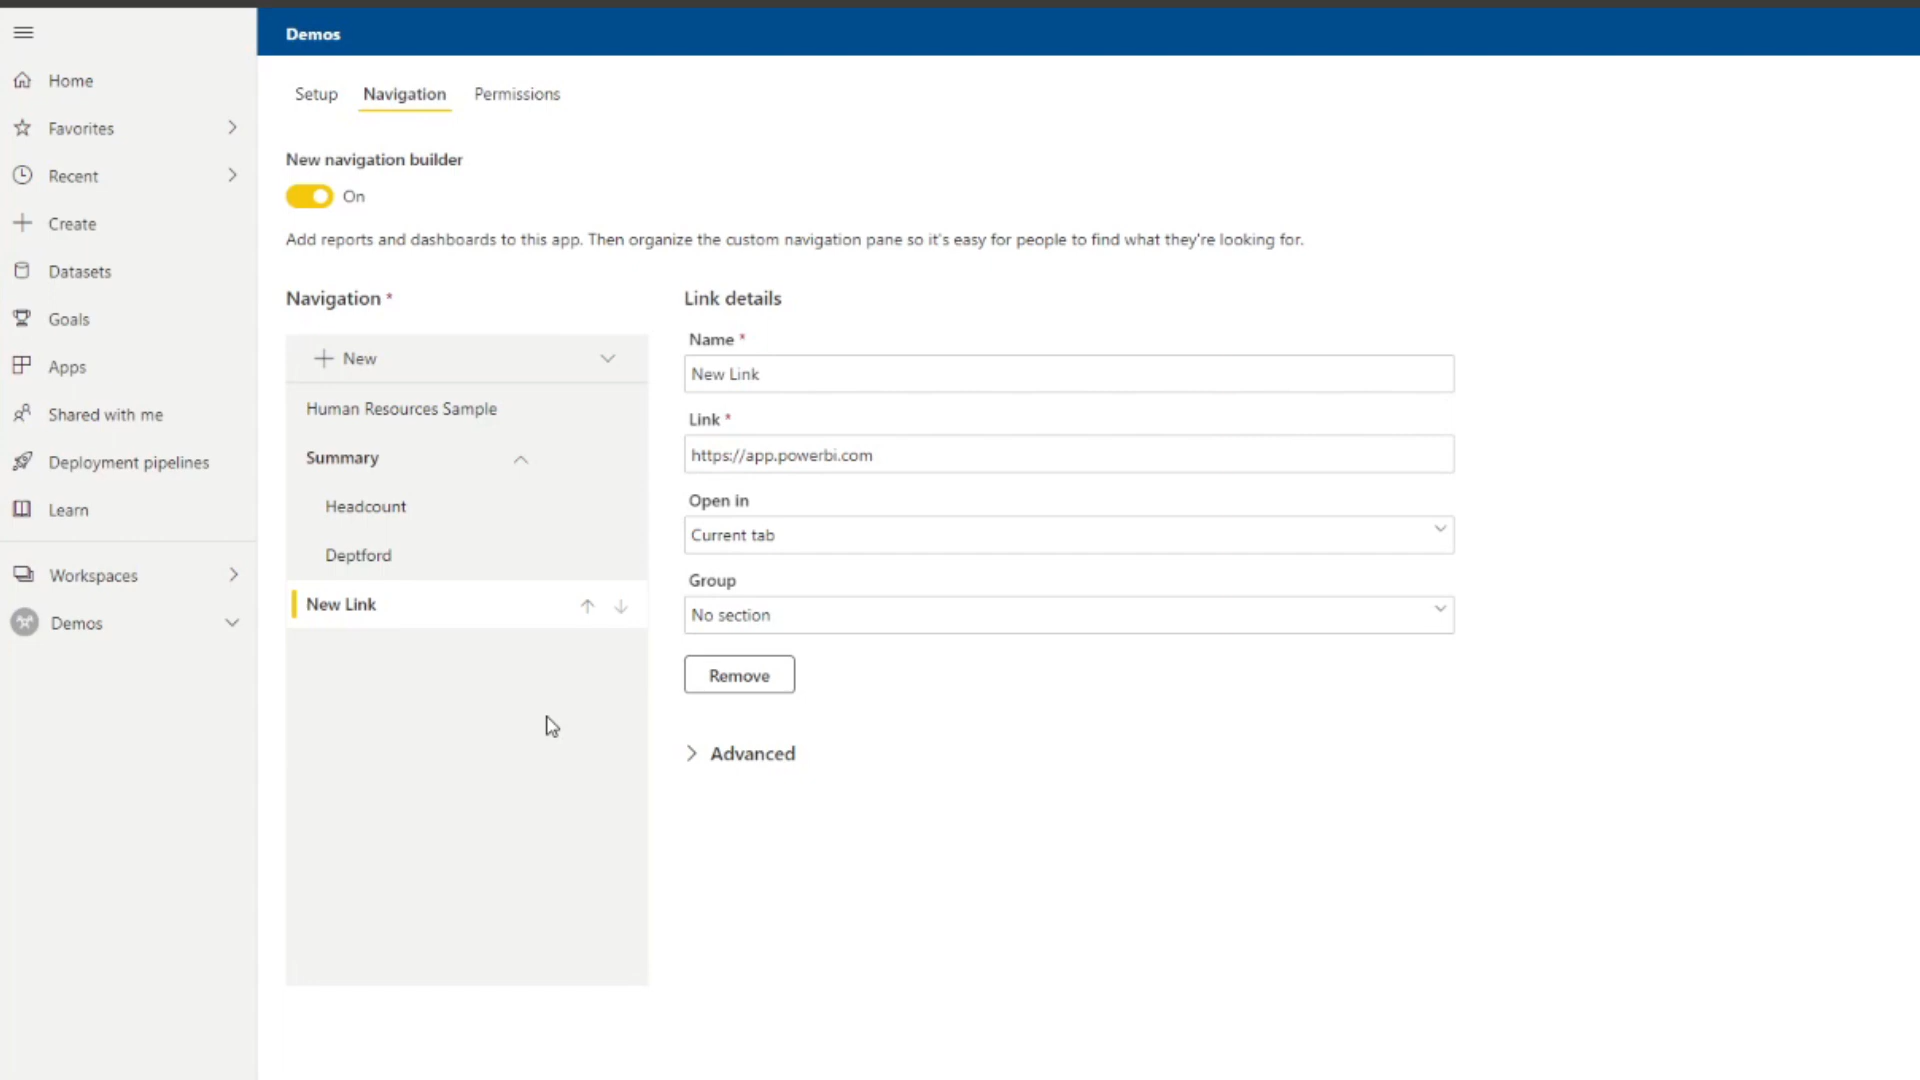 Demos
Home
Favorites
Recent
Create
Datasets
Goals
Apps
Shared with me
Deployment pipelines
Learn
Workspaces
Demos
Setup Navigation Permissions
New navigation builder
On
Add reports and dashboards to this app. Then organize the custom navigation pane so it's easy for people to find what they're looking for.
Navigation *
New
Human Resources Sample
Summary
Headcount
Deptford
New Link
Link details
Name *
New Link
Link *
https://app.powerbi.com
Open in
Current tab
Group
No section
Remove
Advanced